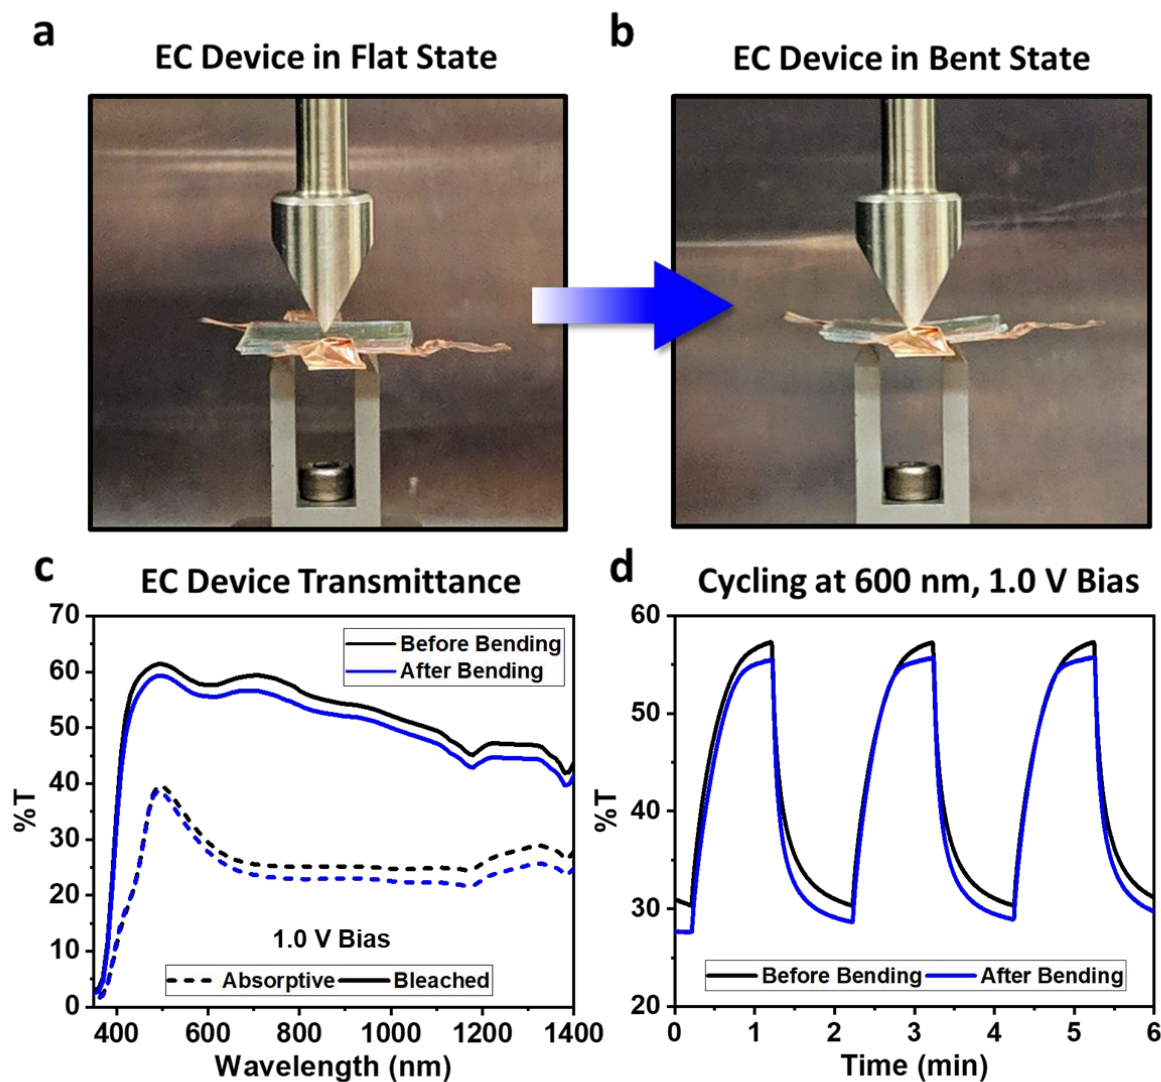 a
EC Device in Flat State
b
EC Device in Bent State
c
EC Device Transmittance
70
60
50
40
30
20
10
0
%T
Before Bending
After Bending
1.0 V Bias
Absorptive
Bleached
400
600
800
1000
1200
1400
Wavelength (nm)
d
Cycling at 600 nm, 1.0 V Bias
60
50
40
30
20
%T
Before Bending
After Bending
0
1
2
3
4
5
6
Time (min)